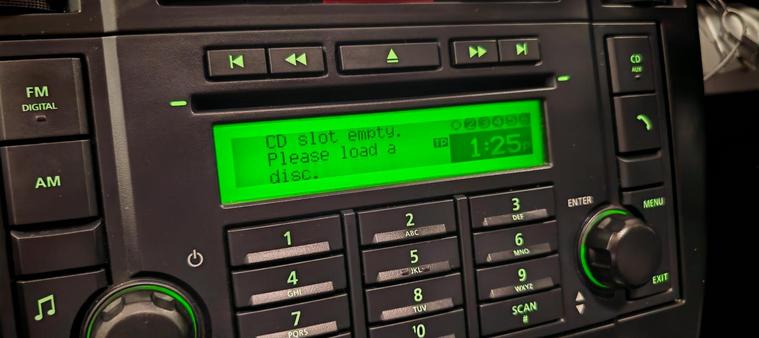 FM
DIGITAL
AM
CD
AUX
CD slot empty.
Please load a
disc.
TP
1:25
1
2
ABC
3
DEF
4
GHI
5
JKL
6
MNO
7
PQRS
8
TUV
9
WXYZ
0
SCAN
#
ENTER
MENU
EXIT